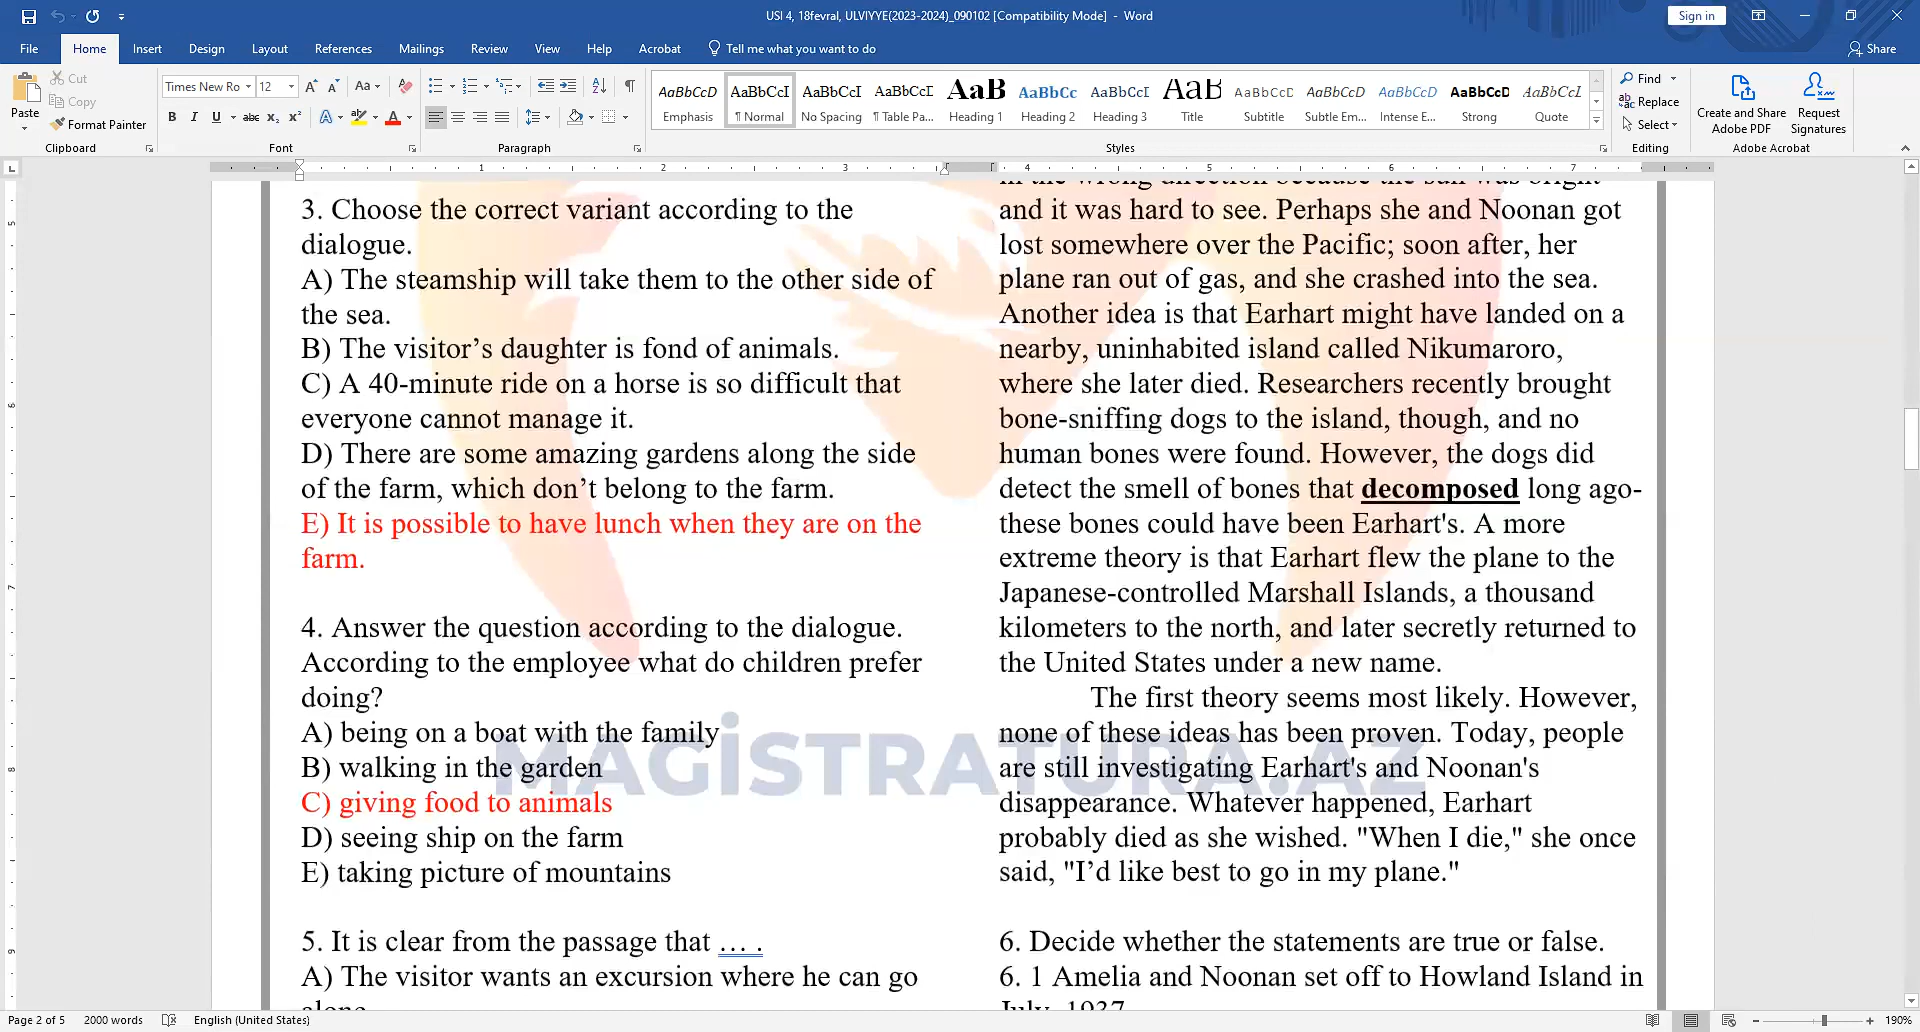 USI 4, 18fevral, ULVIYYE(2023-2024)_090102 [Compatibility Mode] - Word
Sign in
File Home Insert Design Layout References Mailings Review View Help Acrobat Tell me what you want to do Share
Paste
Cut
Copy
Format Painter
Clipboard
Times New Ro 12
Font
Paragraph
AaBbCcD AaBbCcI AaBbCcI AaBbCcI AaB AaBbCc AaBbCcI AaB AaBbCcD AaBbCcD AaBbCcD AaBbCcD AaBbCcI
Emphasis ¶ Normal No Spacing ¶ Table Pa... Heading 1 Heading 2 Heading 3 Title Subtitle Subtle Em... Intense E... Strong Quote
Styles
Find
Replace
Select
Editing
Create and Share Adobe PDF
Request Signatures
Adobe Acrobat
1 2 3 4 5 6 7
3. Choose the correct variant according to the
dialogue.
A) The steamship will take them to the other side of
the sea.
B) The visitor’s daughter is fond of animals.
C) A 40-minute ride on a horse is so difficult that
everyone cannot manage it.
D) There are some amazing gardens along the side
of the farm, which don’t belong to the farm.
E) It is possible to have lunch when they are on the
farm.
4. Answer the question according to the dialogue.
According to the employee what do children prefer
doing?
A) being on a boat with the family
B) walking in the garden
C) giving food to animals
D) seeing ship on the farm
E) taking picture of mountains
5. It is clear from the passage that … .
A) The visitor wants an excursion where he can go
alone
in the wrong direction because the sun was bright
and it was hard to see. Perhaps she and Noonan got
lost somewhere over the Pacific; soon after, her
plane ran out of gas, and she crashed into the sea.
Another idea is that Earhart might have landed on a
nearby, uninhabited island called Nikumaroro,
where she later died. Researchers recently brought
bone-sniffing dogs to the island, though, and no
human bones were found. However, the dogs did
detect the smell of bones that decomposed long ago-
these bones could have been Earhart's. A more
extreme theory is that Earhart flew the plane to the
Japanese-controlled Marshall Islands, a thousand
kilometers to the north, and later secretly returned to
the United States under a new name.
The first theory seems most likely. However,
none of these ideas has been proven. Today, people
are still investigating Earhart's and Noonan's
disappearance. Whatever happened, Earhart
probably died as she wished. "When I die," she once
said, "I’d like best to go in my plane."
6. Decide whether the statements are true or false.
6. 1 Amelia and Noonan set off to Howland Island in
July, 1937
MAGİSTRATURA.AZ
Page 2 of 5 2000 words English (United States) 190%